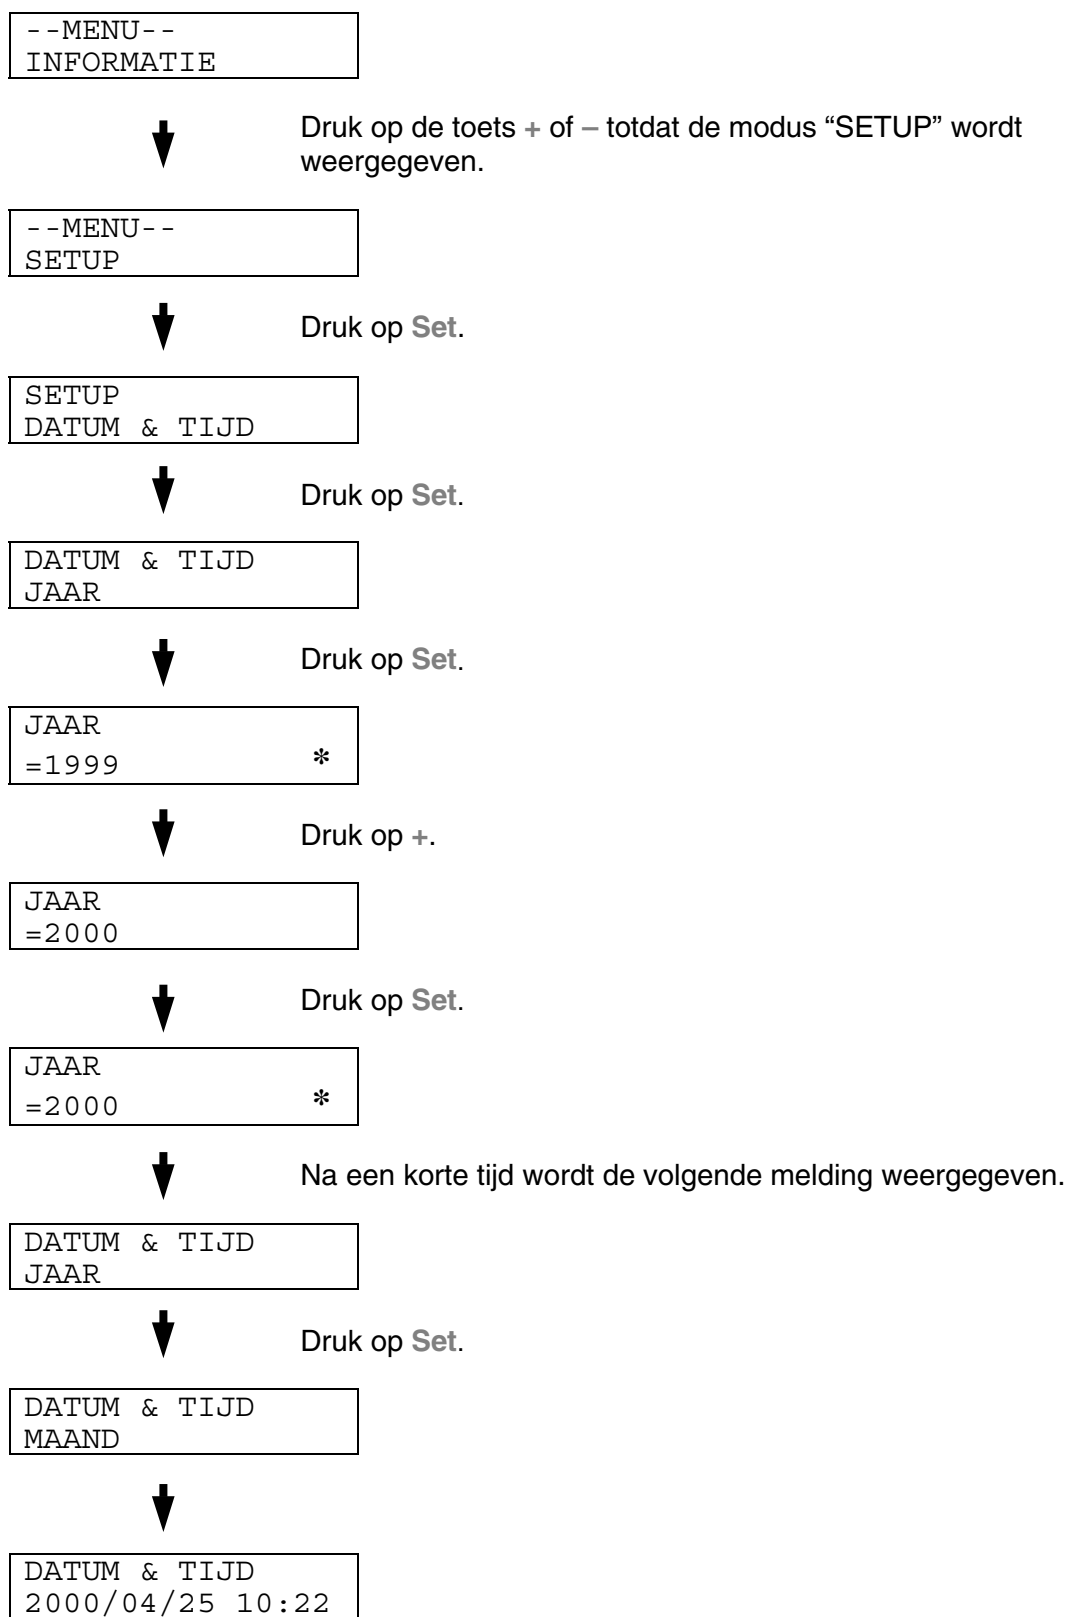 --MENU--
INFORMATIE
Druk op de toets + of – totdat de modus “SETUP” wordt
weergegeven.
--MENU--
SETUP
Druk op Set.
SETUP
DATUM & TIJD
Druk op Set.
DATUM & TIJD
JAAR
Druk op Set.
JAAR
=1999 *
Druk op +.
JAAR
=2000
Druk op Set.
JAAR
=2000 *
Na een korte tijd wordt de volgende melding weergegeven.
DATUM & TIJD
JAAR
Druk op Set.
DATUM & TIJD
MAAND
DATUM & TIJD
2000/04/25 10:22